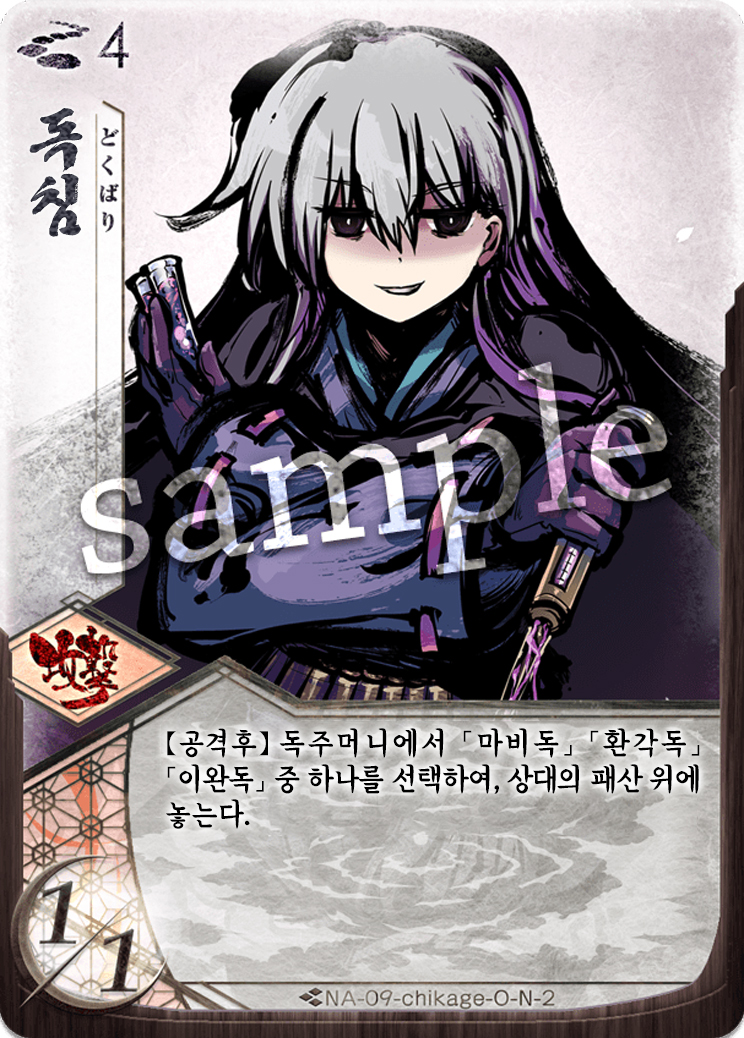 4
독침
どくばり
sample
攻撃
【공격후】 독주머니에서 「마비독」 「환각독」
「이완독」 중 하나를 선택하여, 상대의 패산 위에
놓는다.
1/1
NA-09-chikage-O-N-2